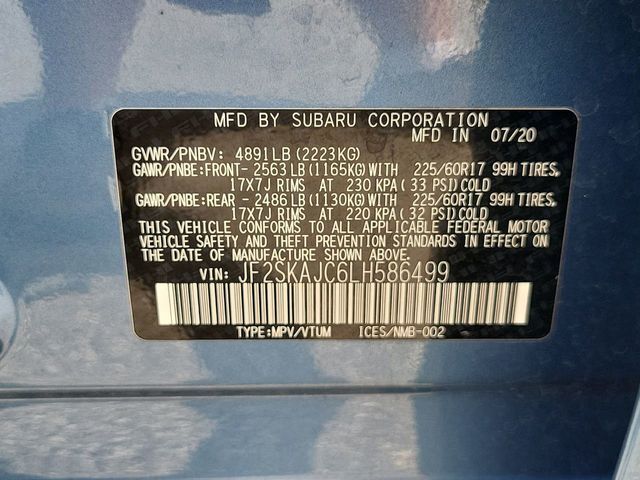 MFD BY SUBARU CORPORATION
MFD IN 07/20
GVWR/PNBV: 4891LB(2223KG)
GAWR/PNBE:FRONT- 2563LB(1165KG)WITH 225/60R17 99H TIRES,
17X7J RIMS AT 230 KPA( 33 PSI)COLD
GAWR/PNBE:REAR - 2486LB(1130KG)WITH 225/60R17 99H TIRES,
17X7J RIMS AT 220 KPA( 32 PSI)COLD
THIS VEHICLE CONFORMS TO ALL APPLICABLE FEDERAL MOTOR
VEHICLE SAFETY AND THEFT PREVENTION STANDARDS IN EFFECT ON
THE DATE OF MANUFACTURE SHOWN ABOVE.
VIN: JF2SKAJC6LH586499
TYPE:MPV/VTUM ICES/NMB-002